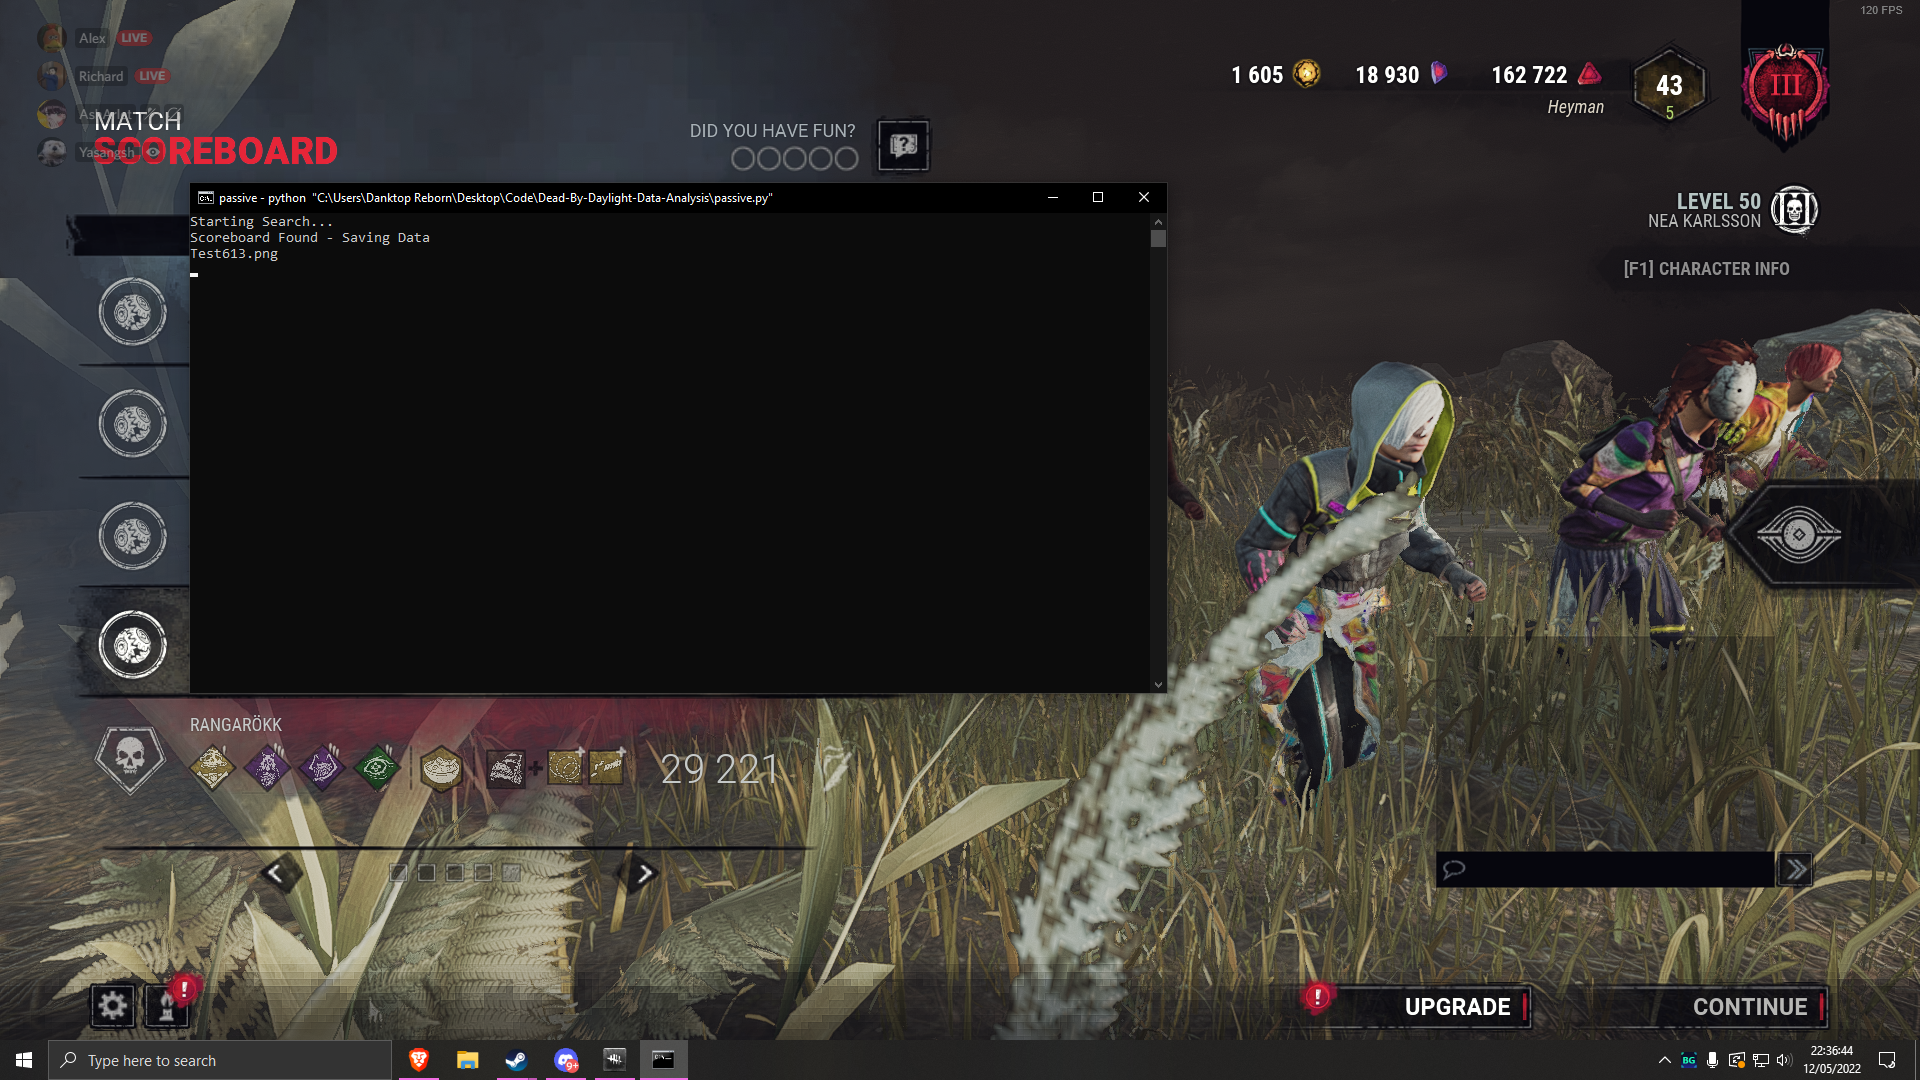 120 FPS
Alex LIVE
Richard LIVE
Yasangsh
MATCH
SCOREBOARD
DID YOU HAVE FUN?
1 605
18 930
162 722
Heyman
43
5
III
LEVEL 50
NEA KARLSSON
[F1] CHARACTER INFO
passive - python "C:\Users\Danktop Reborn\Desktop\Code\Dead-By-Daylight-Data-Analysis\passive.py"
Starting Search...
Scoreboard Found - Saving Data
Test613.png
RANGARÖKK
29 221
UPGRADE
CONTINUE
Type here to search
9+
BG
22:36:44
12/05/2022